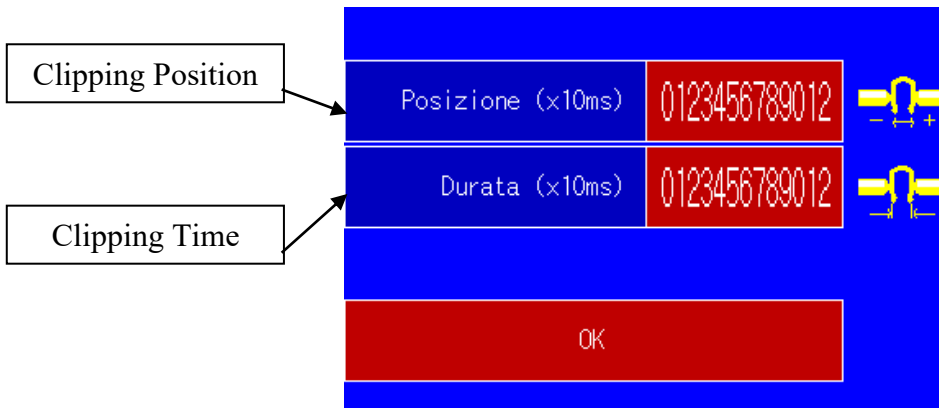 Clipping Position
Posizione (x10ms) 0123456789012
- +
Clipping Time
Durata (x10ms) 0123456789012
OK